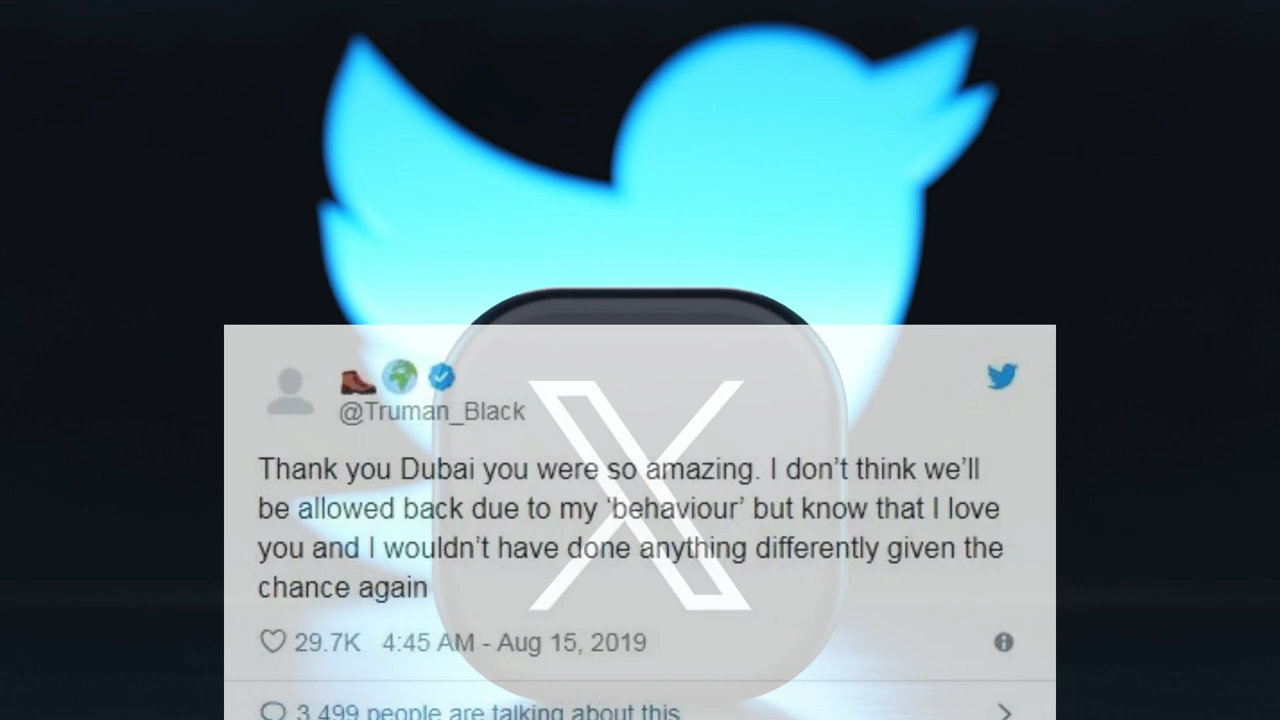 @Truman_Black
Thank you Dubai you were so amazing. I don’t think we’ll
be allowed back due to my ‘behaviour’ but know that I love
you and I wouldn’t have done anything differently given the
chance again
29.7K 4:45 AM - Aug 15, 2019
3,499 people are talking about this